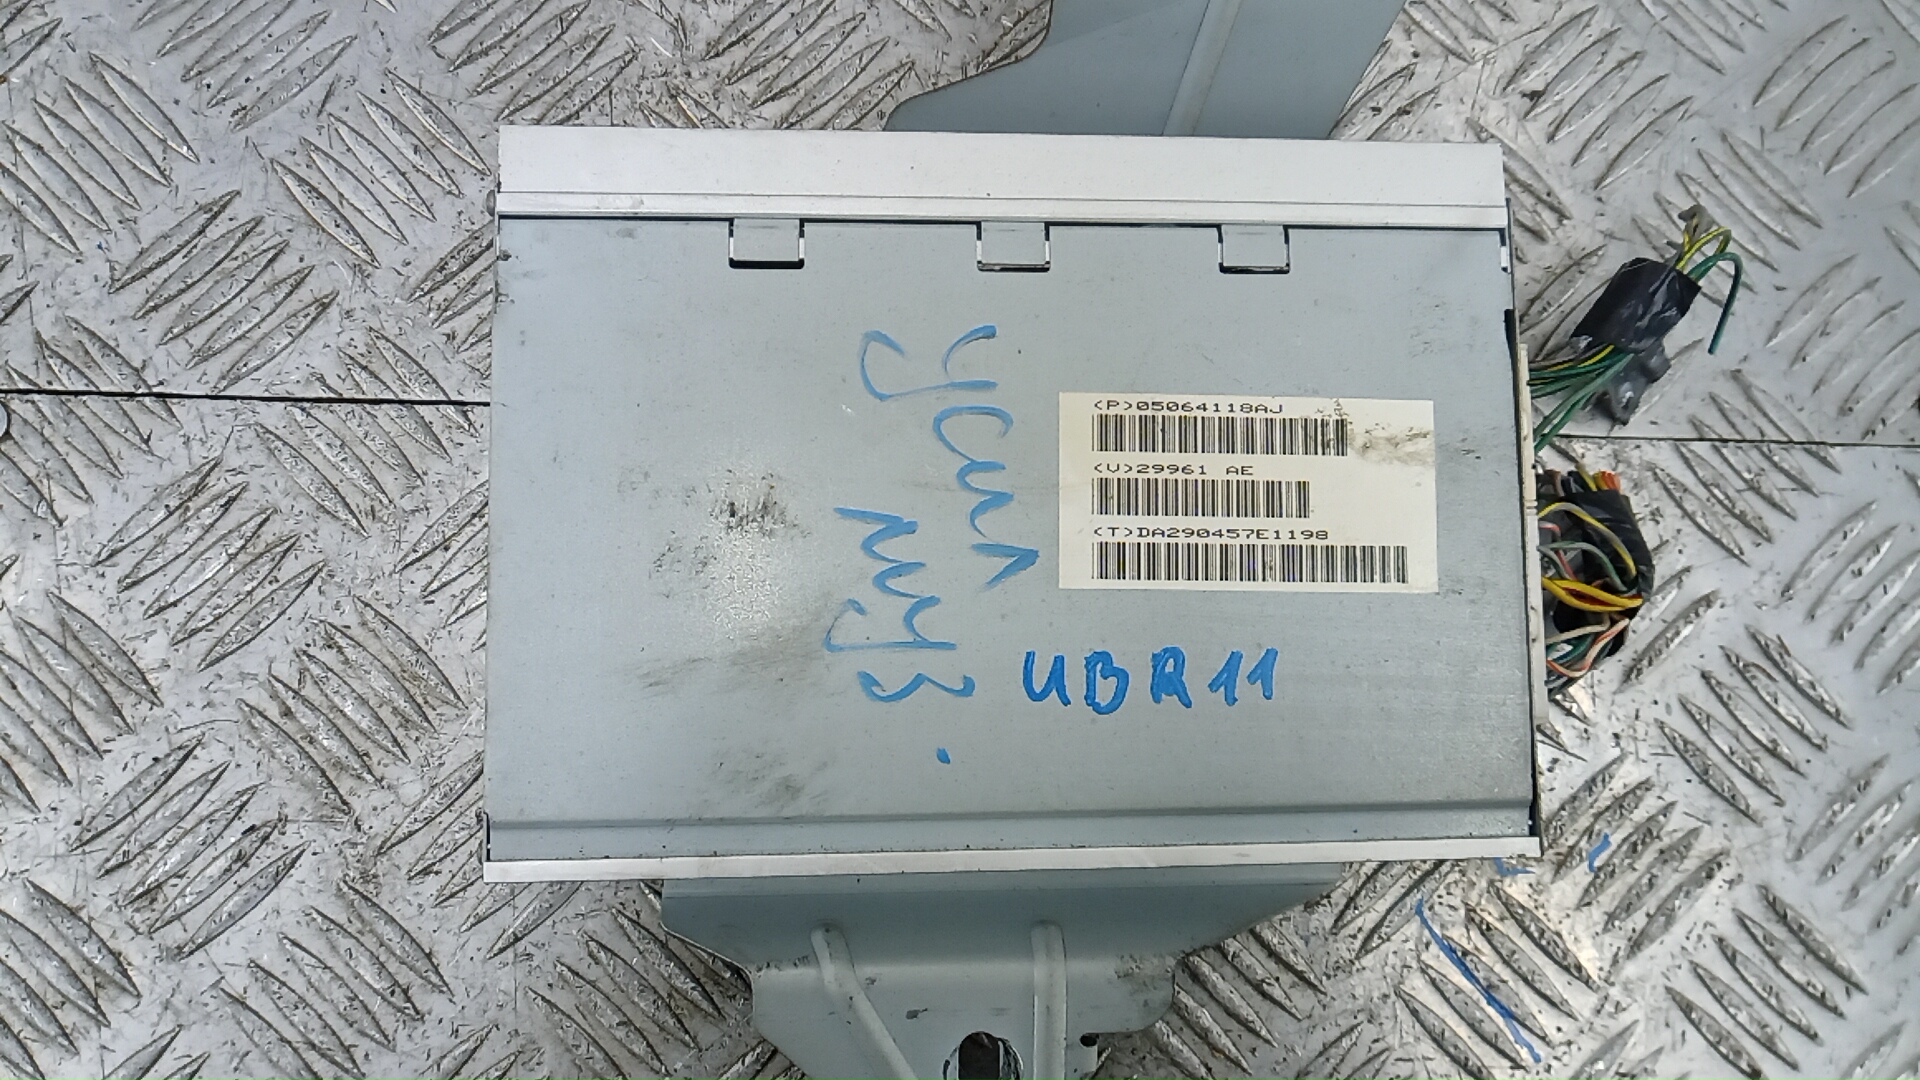 (P)05064118AJ
(V)29961 AE
(T)DA290457E1198
Усил
муз.
UBR11